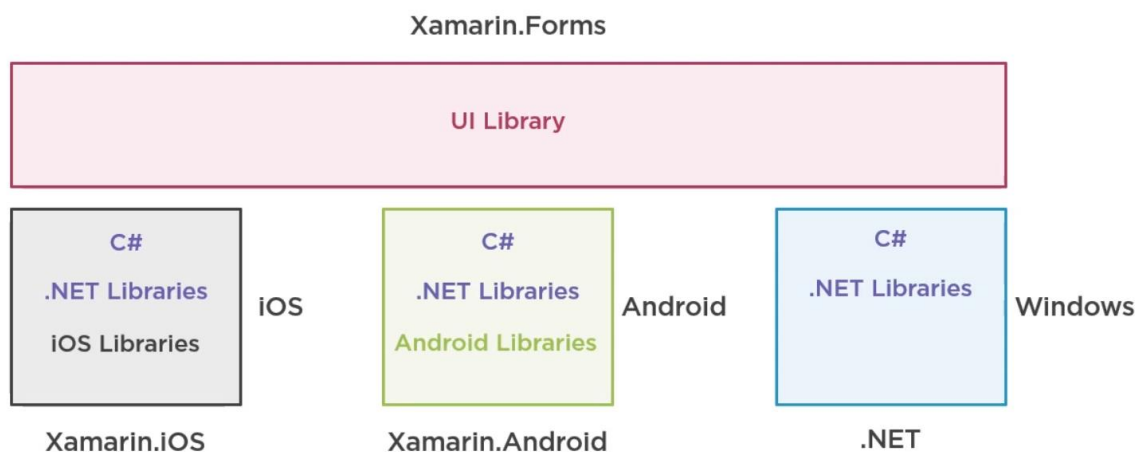 Xamarin.Forms
UI Library
C#
.NET Libraries
iOS Libraries
iOS
Xamarin.iOS
C#
.NET Libraries
Android Libraries
Android
Xamarin.Android
C#
.NET Libraries
Windows
.NET